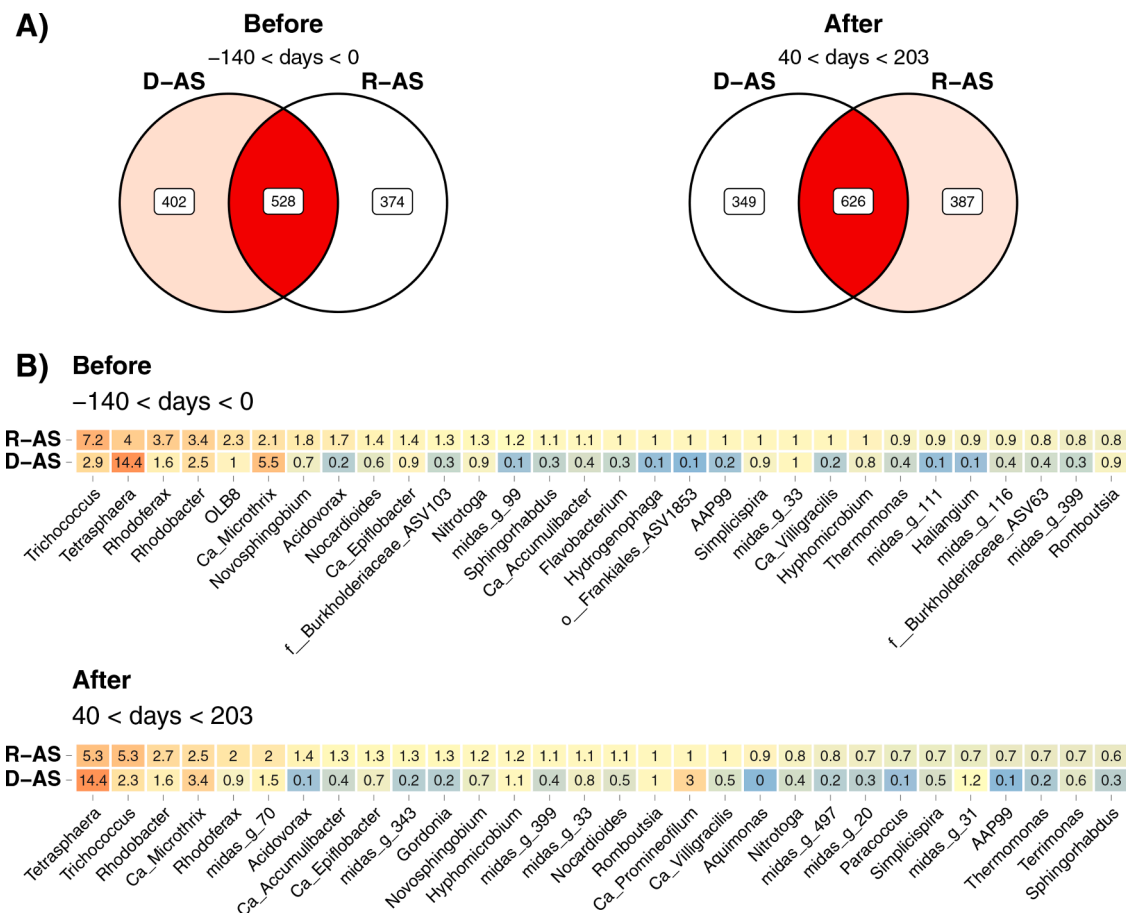 A)
Before
−140 < days < 0
D−AS R−AS
402 528 374
After
40 < days < 203
D−AS R−AS
349 626 387
B) Before
−140 < days < 0
R−AS 7.2 4 3.7 3.4 2.3 2.1 1.8 1.7 1.4 1.4 1.3 1.3 1.2 1.1 1.1 1 1 1 1 1 1 1 1 0.9 0.9 0.9 0.9 0.8 0.8 0.8
D−AS 2.9 14.4 1.6 2.5 1 5.5 0.7 0.2 0.6 0.9 0.3 0.9 0.1 0.3 0.4 0.3 0.1 0.1 0.2 0.9 1 0.2 0.8 0.4 0.1 0.1 0.4 0.4 0.3 0.9
Trichococcus
Tetrasphaera
Rhodoferax
Rhodobacter
OLB8
Ca_Microthrix
Novosphingobium
Acidovorax
Nocardioides
Ca_Epiflobacter
f__Burkholderiaceae_ASV103
Nitrotoga
midas_g_99
Sphingorhabdus
Ca_Accumulibacter
Flavobacterium
Hydrogenophaga
o__Frankiales_ASV1853
AAP99
Simplicispira
midas_g_33
Ca_Villigracilis
Hyphomicrobium
Thermomonas
midas_g_111
Haliangium
midas_g_116
f__Burkholderiaceae_ASV63
midas_g_399
Romboutsia
After
40 < days < 203
R−AS 5.3 5.3 2.7 2.5 2 2 1.4 1.3 1.3 1.3 1.3 1.2 1.2 1.1 1.1 1.1 1 1 1 0.9 0.8 0.8 0.7 0.7 0.7 0.7 0.7 0.7 0.7 0.6
D−AS 14.4 2.3 1.6 3.4 0.9 1.5 0.1 0.4 0.7 0.2 0.2 0.7 1.1 0.4 0.8 0.5 1 3 0.5 0 0.4 0.2 0.3 0.1 0.5 1.2 0.1 0.2 0.6 0.3
Tetrasphaera
Trichococcus
Rhodobacter
Ca_Microthrix
Rhodoferax
midas_g_70
Acidovorax
Ca_Accumulibacter
Ca_Epiflobacter
midas_g_343
Gordonia
Novosphingobium
Hyphomicrobium
midas_g_399
midas_g_33
Nocardioides
Romboutsia
Ca_Promineofilum
Ca_Villigracilis
Aquimonas
Nitrotoga
midas_g_497
midas_g_20
Paracoccus
Simplicispira
midas_g_31
AAP99
Thermomonas
Terrimonas
Sphingorhabdus